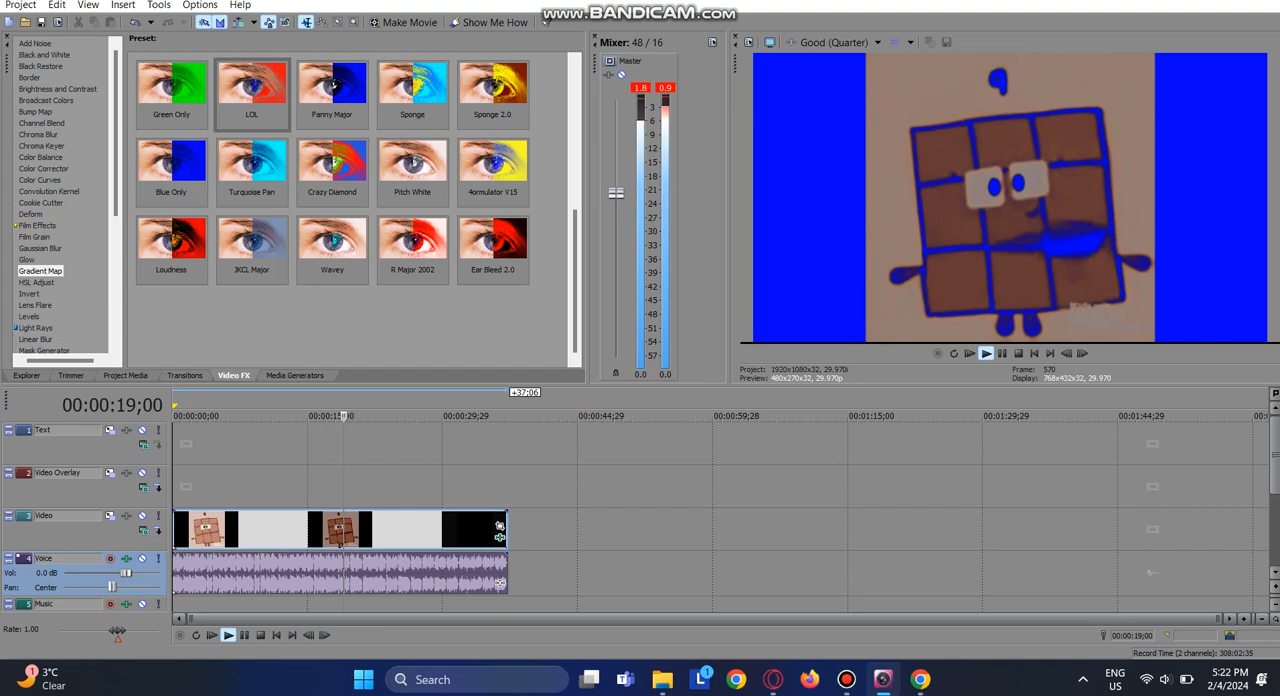 www.BANDICAM.com
Project Edit View Insert Tools Options Help
Make Movie Show Me How
Add Noise
Black and White
Black Restore
Border
Brightness and Contrast
Broadcast Colors
Bump Map
Channel Blend
Chroma Blur
Chroma Keyer
Color Balance
Color Corrector
Color Curves
Convolution Kernel
Cookie Cutter
Deform
Film Effects
Film Grain
Gaussian Blur
Glow
Gradient Map
HSL Adjust
Invert
Lens Flare
Levels
Light Rays
Linear Blur
Mask Generator
Preset:
Green Only LOL Fanny Major Sponge Sponge 2.0
Blue Only Turquoise Pan Crazy Diamond Pitch White 4ormulator V15
Loudness JKCL Major Wavey R Major 2002 Ear Bleed 2.0
Explorer Trimmer Project Media Transitions Video FX Media Generators
Mixer: 48 / 16
Master
1.8 0.9
3
6
9
12
15
18
21
24
27
30
33
36
39
42
45
48
51
54
57
0.0 0.0
Good (Quarter)
9
Project: 1920x1080x32, 29.970i
Preview: 480x270x32, 29.970p
Frame: 570
Display: 768x432x32, 29.970
+37;06
00:00:19;00
00:00:00;00 00:00:15;00 00:00:29;29 00:00:44;29 00:00:59;28 00:01:15;00 00:01:29;29 00:01:44;29 00:0
1 Text
2 Video Overlay
3 Video
4 Voice
Vol: 0.0 dB
Pan: Center
5 Music
Rate: 1.00
00:00:19;00
Record Time (2 channels): 308:02:35
1
3°C
Clear
Search
1
ENG
US
5:22 PM
2/4/2024